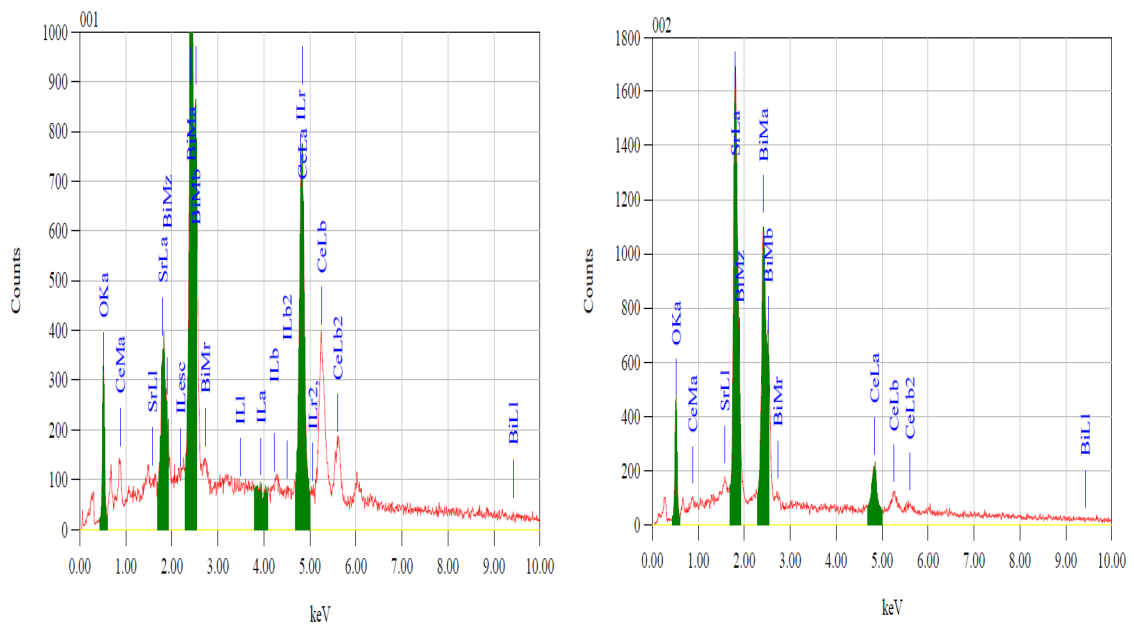 001
1000
900
800
700
600
500
400
300
200
100
0
Counts
OKa
CeMa
SrLl
SrLa
BiMz
ILesc
BiMa
BiMb
BiMr
ILl
ILa
ILb
ILb2
CeLa
ILr
ILr2,
CeLb
CeLb2
BiLl
0.00 1.00 2.00 3.00 4.00 5.00 6.00 7.00 8.00 9.00 10.00
keV
002
1800
1600
1400
1200
1000
800
600
400
200
0
Counts
OKa
CeMa
SrLl
SrLa
BiMz
BiMa
BiMb
BiMr
CeLa
CeLb
CeLb2
BiLl
0.00 1.00 2.00 3.00 4.00 5.00 6.00 7.00 8.00 9.00 10.00
keV